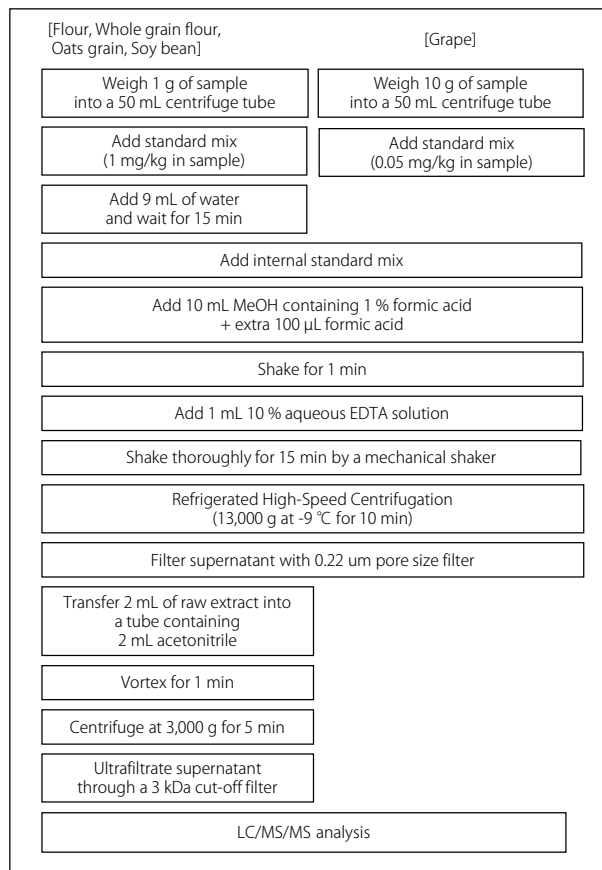 [Flour, Whole grain flour,
Oats grain, Soy bean]
[Grape]
Weigh 1 g of sample
into a 50 mL centrifuge tube
Weigh 10 g of sample
into a 50 mL centrifuge tube
Add standard mix
(1 mg/kg in sample)
Add standard mix
(0.05 mg/kg in sample)
Add 9 mL of water
and wait for 15 min
Add internal standard mix
Add 10 mL MeOH containing 1 % formic acid
+ extra 100 µL formic acid
Shake for 1 min
Add 1 mL 10 % aqueous EDTA solution
Shake thoroughly for 15 min by a mechanical shaker
Refrigerated High-Speed Centrifugation
(13,000 g at -9 ℃ for 10 min)
Filter supernatant with 0.22 um pore size filter
Transfer 2 mL of raw extract into
a tube containing
2 mL acetonitrile
Vortex for 1 min
Centrifuge at 3,000 g for 5 min
Ultrafiltrate supernatant
through a 3 kDa cut-off filter
LC/MS/MS analysis